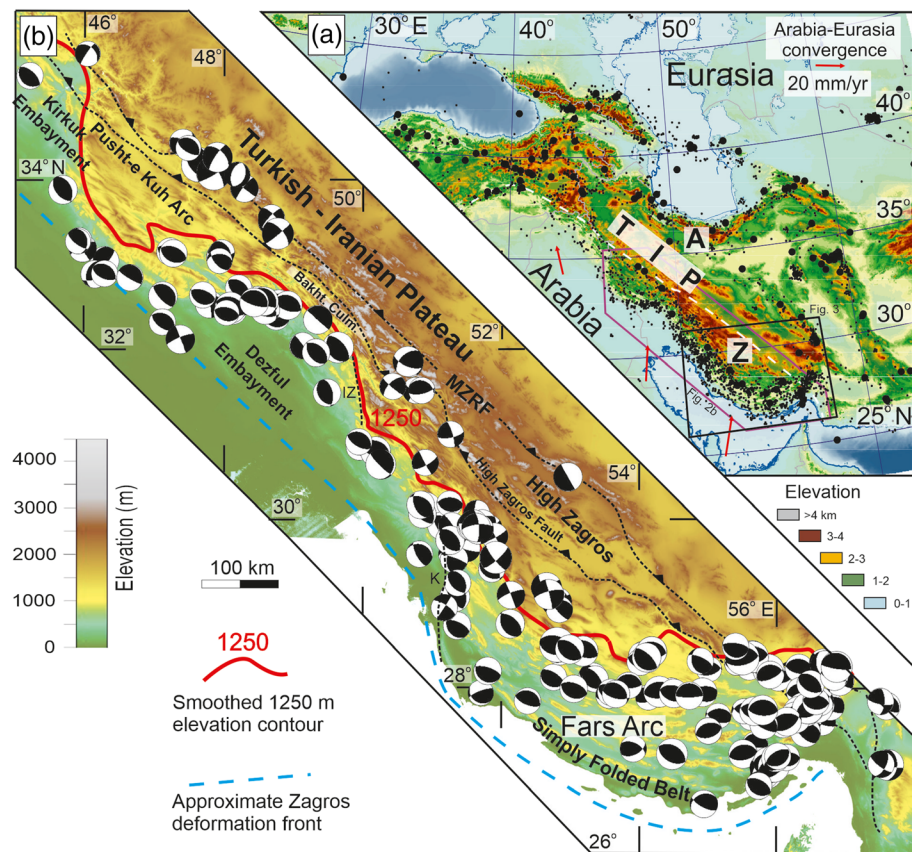 (b)
46°
48°
Turkish - Iranian Plateau
Kirkuk
Embayment
Pusht-e Kuh Arc
34° N
50°
Bakht. Culm.
32°
Dezful
Embayment
52°
MZRF
IZ
1250
54°
High Zagros
High Zagros Fault
30°
K
56° E
28°
Fars Arc
Simply Folded Belt
26°
4000
3000
2000
1000
0
Elevation (m)
100 km
1250
Smoothed 1250 m
elevation contour
Approximate Zagros
deformation front
(a)
30°E
40°
50°
Arabia-Eurasia
convergence
20 mm/yr
Eurasia
40°
35°
T I P
A
Arabia
Z
30°
Fig. 3
Fig. 2b
25°N
Elevation
>4 km
3-4
2-3
1-2
0-1